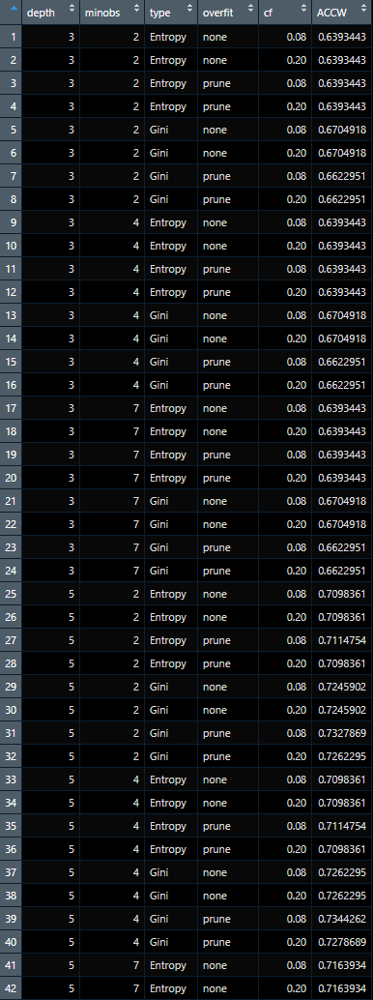 depth minobs type overfit cf ACCW
1 3 2 Entropy none 0.08 0.6393443
2 3 2 Entropy none 0.20 0.6393443
3 3 2 Entropy prune 0.08 0.6393443
4 3 2 Entropy prune 0.20 0.6393443
5 3 2 Gini none 0.08 0.6704918
6 3 2 Gini none 0.20 0.6704918
7 3 2 Gini prune 0.08 0.6622951
8 3 2 Gini prune 0.20 0.6622951
9 3 4 Entropy none 0.08 0.6393443
10 3 4 Entropy none 0.20 0.6393443
11 3 4 Entropy prune 0.08 0.6393443
12 3 4 Entropy prune 0.20 0.6393443
13 3 4 Gini none 0.08 0.6704918
14 3 4 Gini none 0.20 0.6704918
15 3 4 Gini prune 0.08 0.6622951
16 3 4 Gini prune 0.20 0.6622951
17 3 7 Entropy none 0.08 0.6393443
18 3 7 Entropy none 0.20 0.6393443
19 3 7 Entropy prune 0.08 0.6393443
20 3 7 Entropy prune 0.20 0.6393443
21 3 7 Gini none 0.08 0.6704918
22 3 7 Gini none 0.20 0.6704918
23 3 7 Gini prune 0.08 0.6622951
24 3 7 Gini prune 0.20 0.6622951
25 5 2 Entropy none 0.08 0.7098361
26 5 2 Entropy none 0.20 0.7098361
27 5 2 Entropy prune 0.08 0.7114754
28 5 2 Entropy prune 0.20 0.7098361
29 5 2 Gini none 0.08 0.7245902
30 5 2 Gini none 0.20 0.7245902
31 5 2 Gini prune 0.08 0.7327869
32 5 2 Gini prune 0.20 0.7262295
33 5 4 Entropy none 0.08 0.7098361
34 5 4 Entropy none 0.20 0.7098361
35 5 4 Entropy prune 0.08 0.7114754
36 5 4 Entropy prune 0.20 0.7098361
37 5 4 Gini none 0.08 0.7262295
38 5 4 Gini none 0.20 0.7262295
39 5 4 Gini prune 0.08 0.7344262
40 5 4 Gini prune 0.20 0.7278689
41 5 7 Entropy none 0.08 0.7163934
42 5 7 Entropy none 0.20 0.7163934